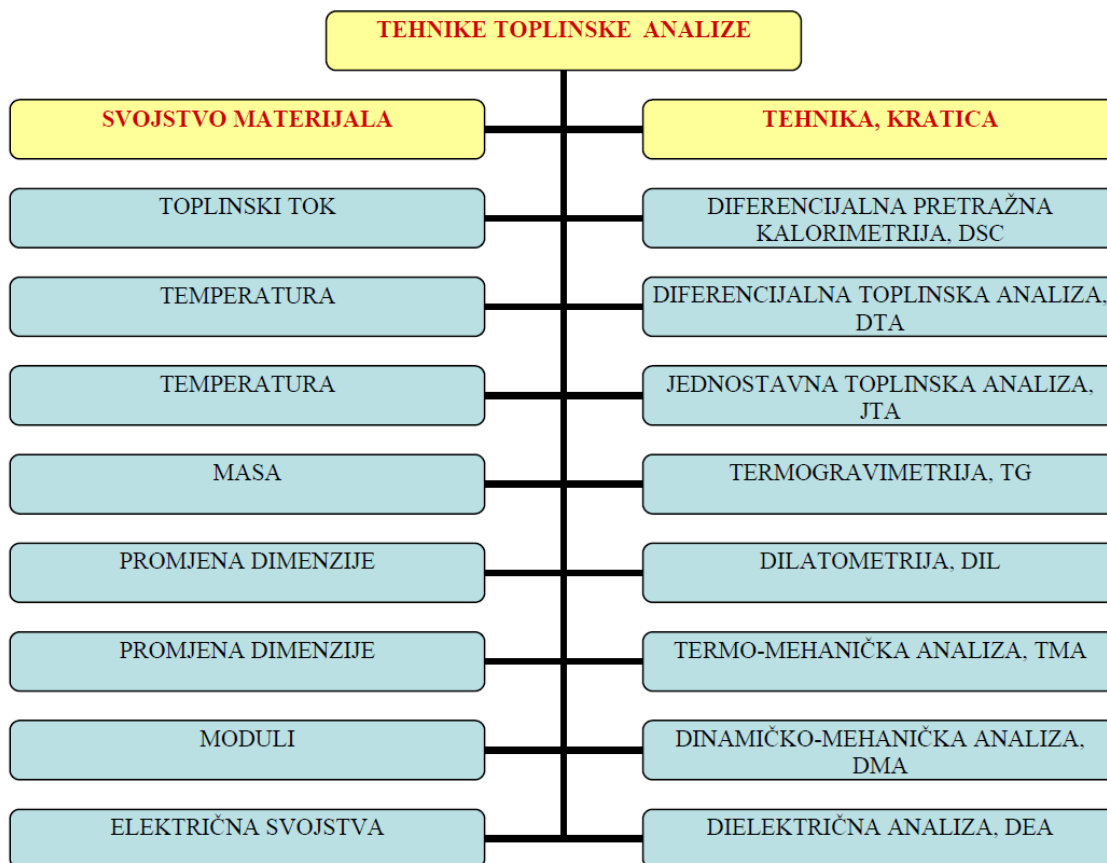 TEHNIKE TOPLINSKE ANALIZE
SVOJSTVO MATERIJALA
TEHNIKA, KRATICA
TOPLINSKI TOK
DIFERENCIJALNA PRETRAŽNA
KALORIMETRIJA, DSC
TEMPERATURA
DIFERENCIJALNA TOPLINSKA ANALIZA,
DTA
TEMPERATURA
JEDNOSTAVNA TOPLINSKA ANALIZA,
JTA
MASA
TERMOGRAVIMETRIJA, TG
PROMJENA DIMENZIJE
DILATOMETRIJA, DIL
PROMJENA DIMENZIJE
TERMO-MEHANIČKA ANALIZA, TMA
MODULI
DINAMIČKO-MEHANIČKA ANALIZA,
DMA
ELEKTRIČNA SVOJSTVA
DIELEKTRIČNA ANALIZA, DEA